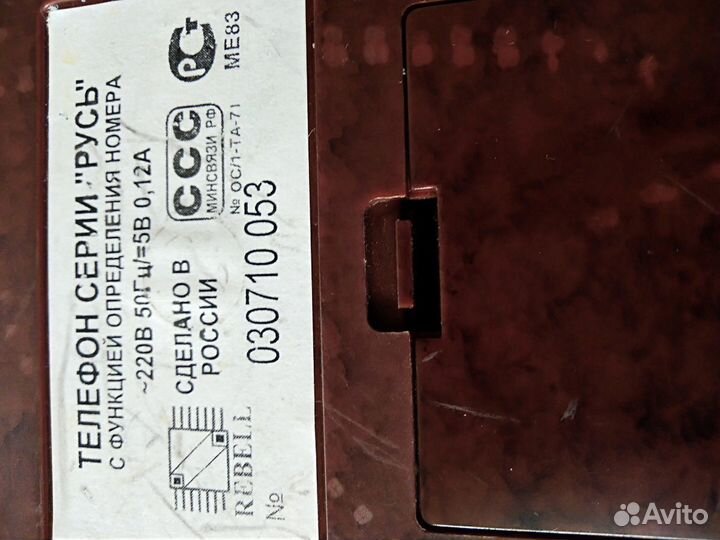 ТЕЛЕФОН СЕРИИ "РУСЬ"
С ФУНКЦИЕЙ ОПРЕДЕЛЕНИЯ НОМЕРА
~220В 50Гц/=5В 0,12А
СДЕЛАНО В
РОССИИ
ССС
МИНСВЯЗИ РФ
№ ОС/1-ТА-71
РСТ
МЕ83
REBELL
№ 030710 053
Avito